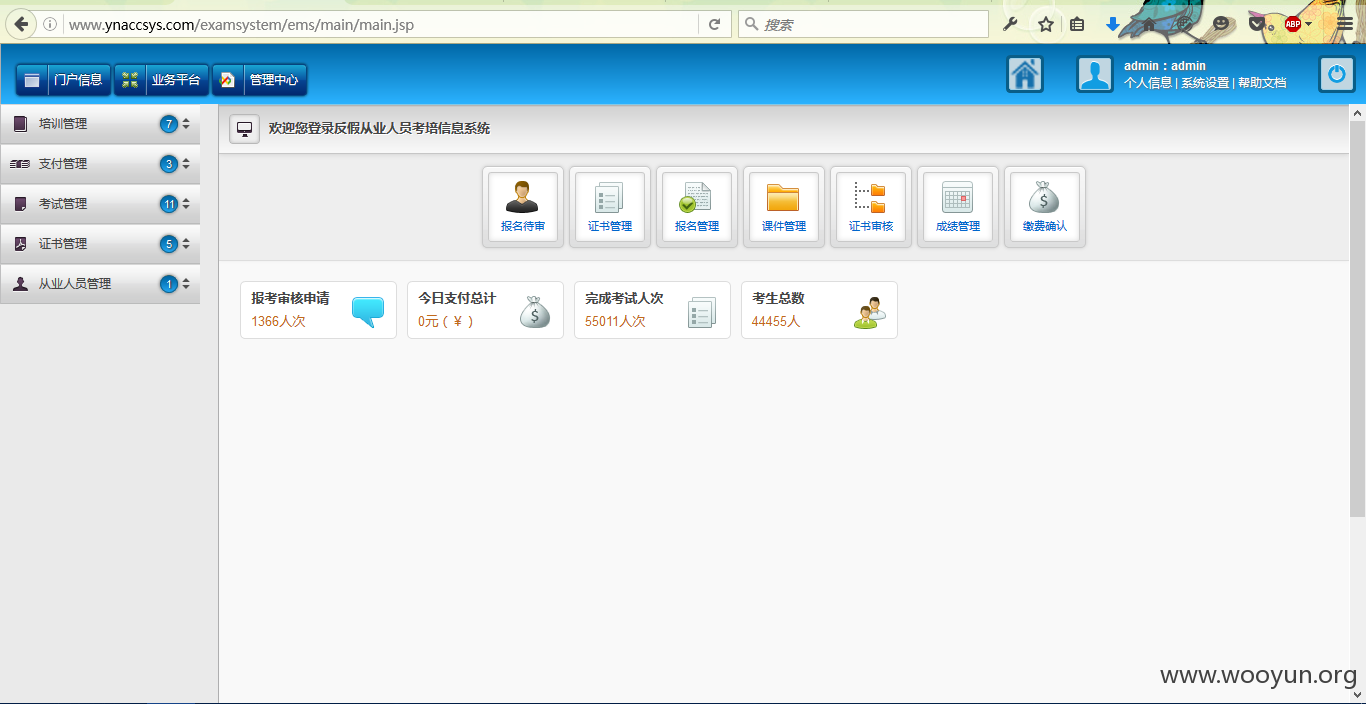 www.ynaccsys.com/examsystem/ems/main/main.jsp
搜索
ABP
门户信息
业务平台
管理中心
admin：admin
个人信息 | 系统设置 | 帮助文档
培训管理 7
支付管理 3
考试管理 11
证书管理 5
从业人员管理 1
欢迎您登录反假从业人员考培信息系统
报名待审
证书管理
报名管理
课件管理
证书审核
成绩管理
缴费确认
报考审核申请
1366人次
今日支付总计
0元（￥）
完成考试人次
55011人次
考生总数
44455人
www.wooyun.org